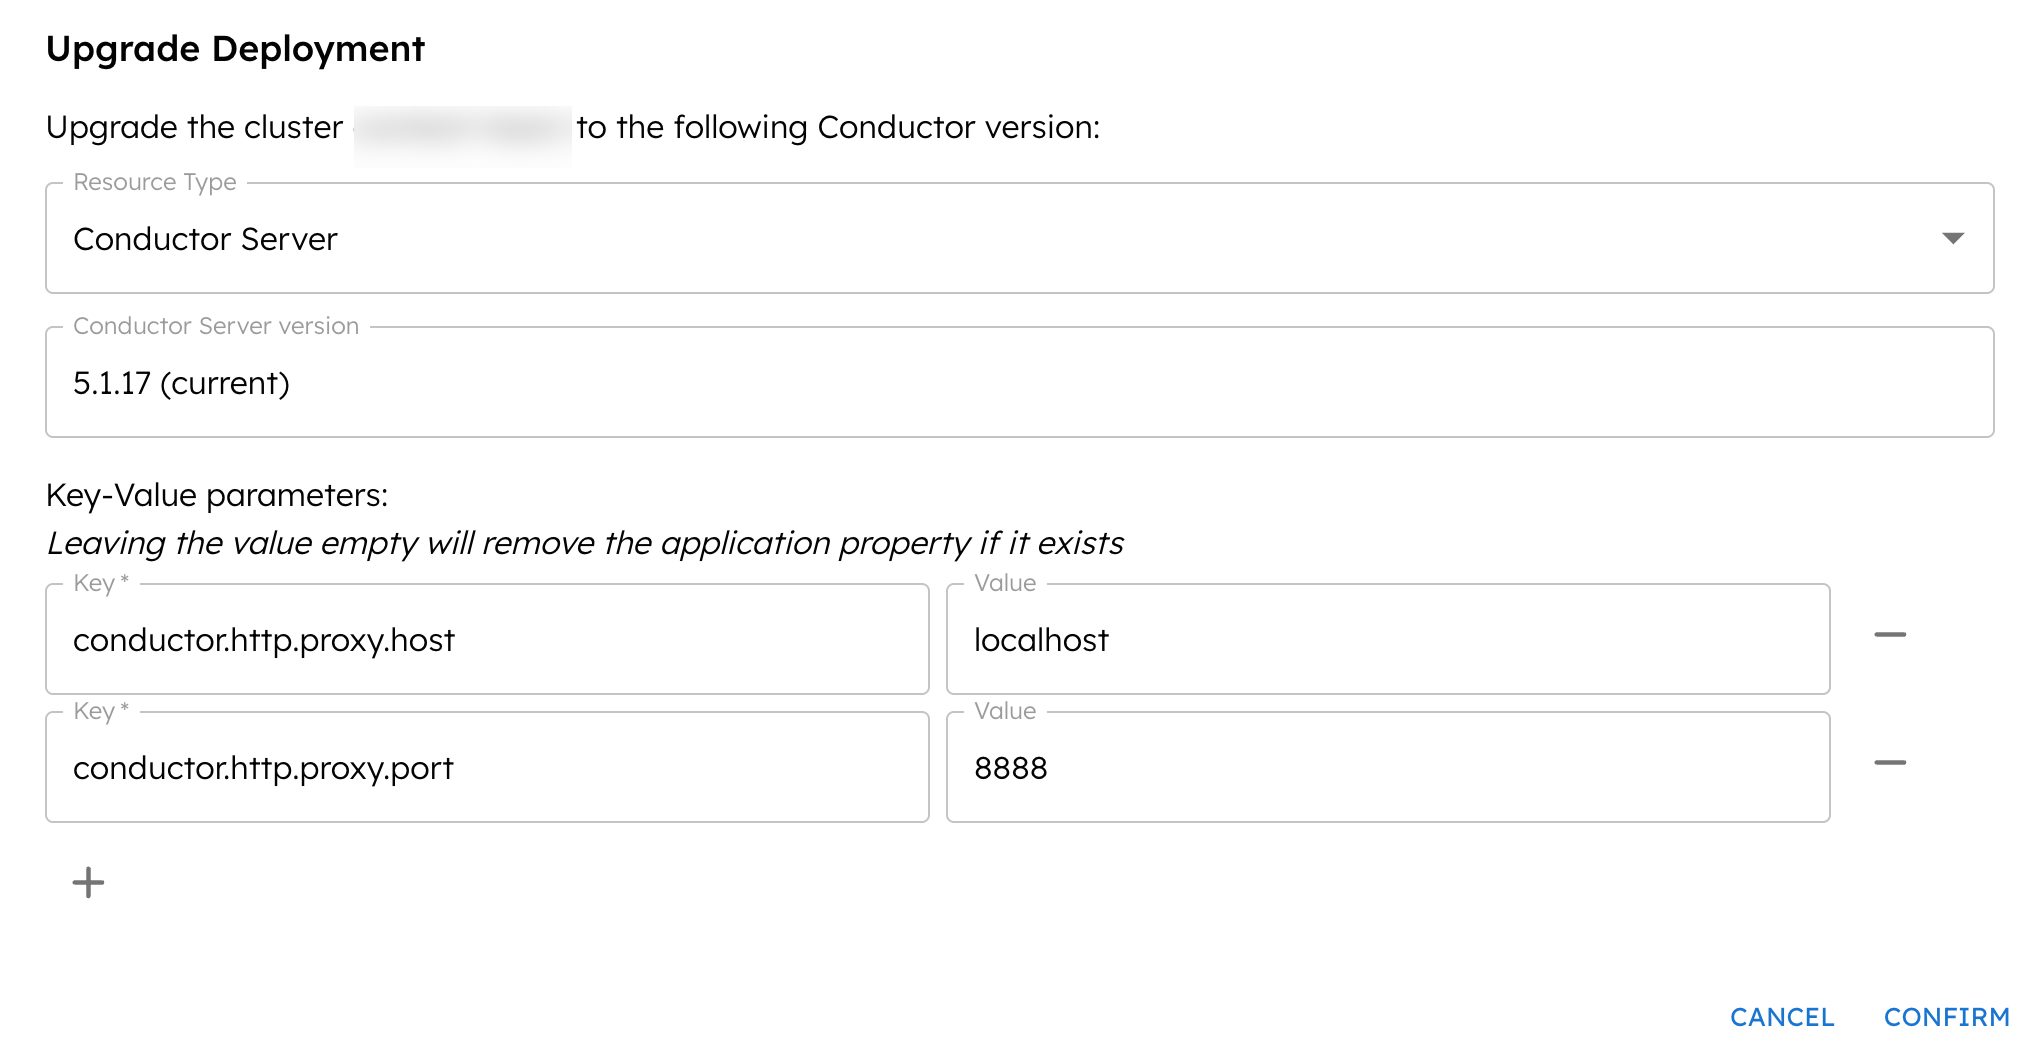 Upgrade Deployment
Upgrade the cluster to the following Conductor version:
Resource Type
Conductor Server
Conductor Server version
5.1.17 (current)
Key-Value parameters:
Leaving the value empty will remove the application property if it exists
Key * Value
conductor.http.proxy.host localhost
Key * Value
conductor.http.proxy.port 8888
CANCEL CONFIRM